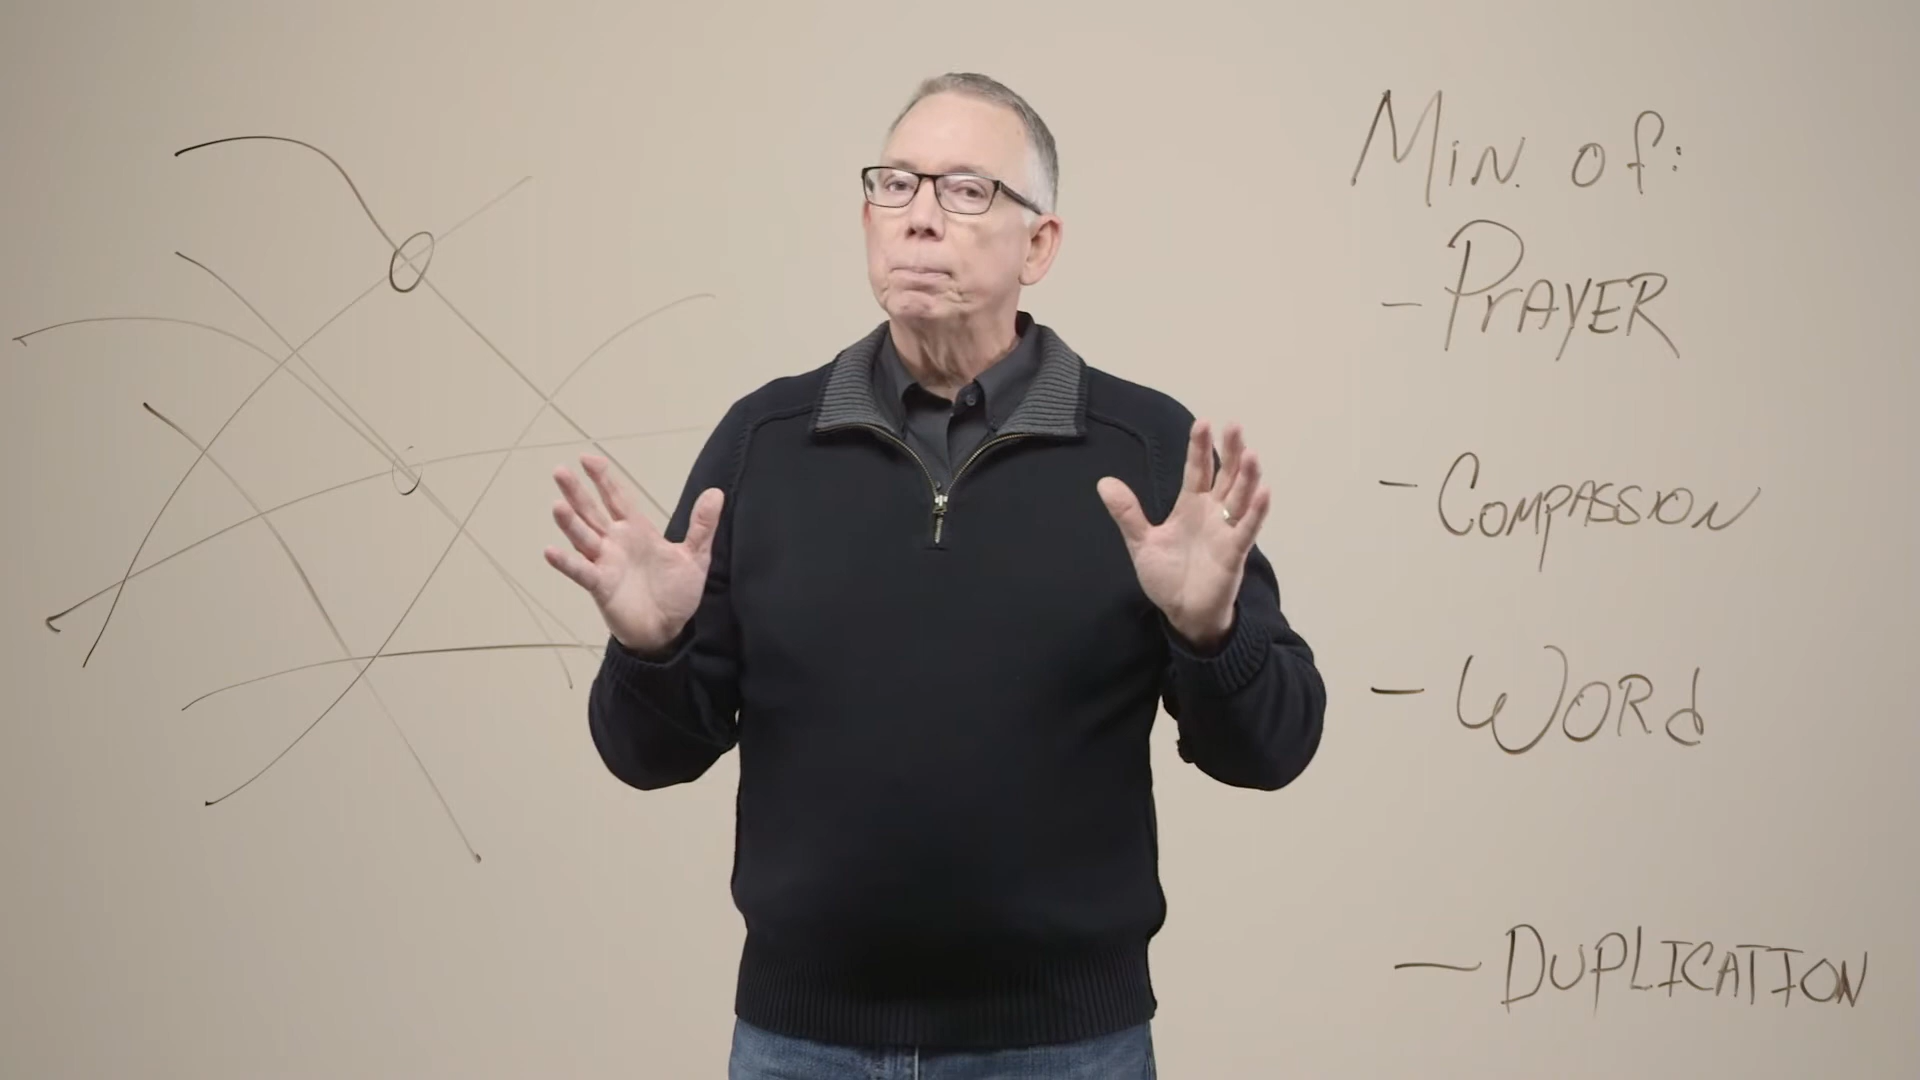 Min. of:
- Prayer
- Compassion
- Word
- Duplication